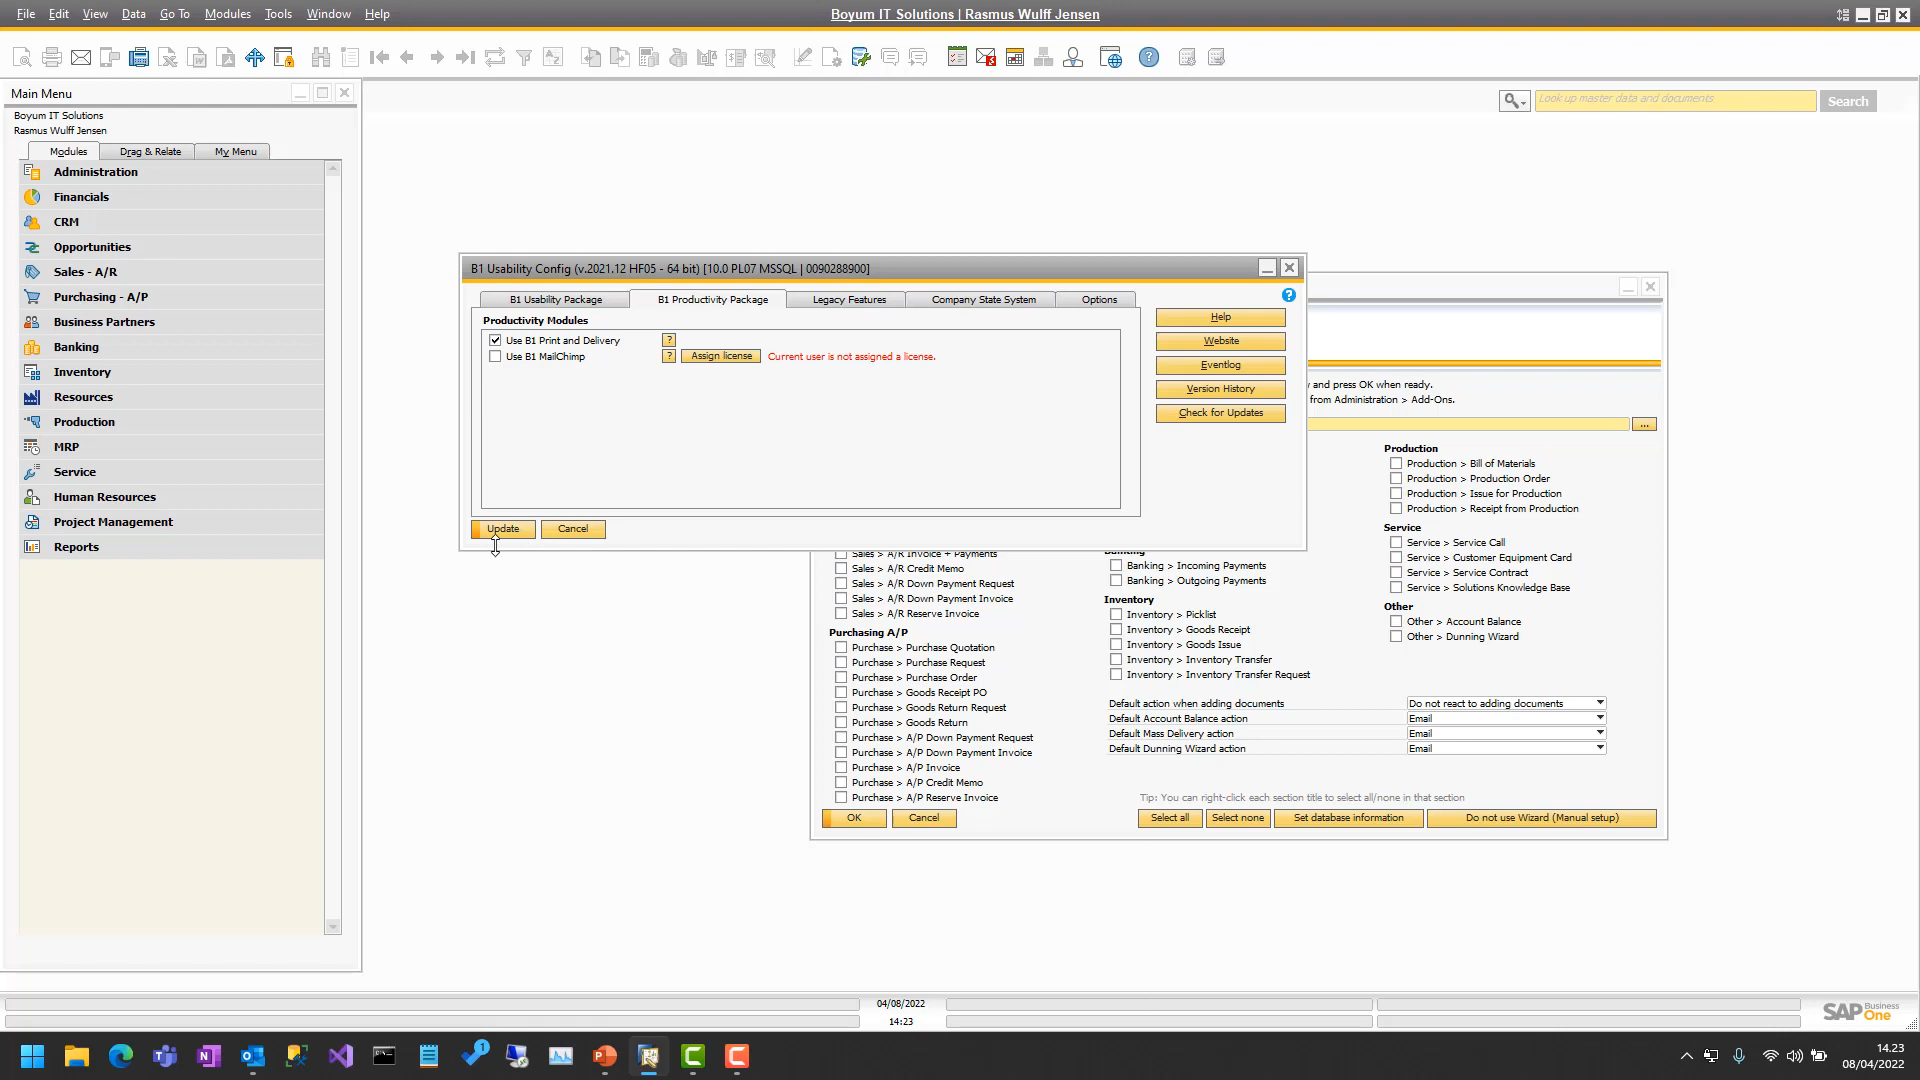 File Edit View Data Go To Modules Tools Window Help
Boyum IT Solutions | Rasmus Wulff Jensen
Look up master data and documents
Search
Main Menu
Boyum IT Solutions
Rasmus Wulff Jensen
Modules Drag & Relate My Menu
Administration
Financials
CRM
Opportunities
Sales - A/R
Purchasing - A/P
Business Partners
Banking
Inventory
Resources
Production
MRP
Service
Human Resources
Project Management
Reports
B1 Usability Config (v.2021.12 HF05 - 64 bit) [10.0 PL07 MSSQL | 0090288900]
B1 Usability Package B1 Productivity Package Legacy Features Company State System Options
Productivity Modules
Use B1 Print and Delivery ?
Use B1 MailChimp ? Assign license Current user is not assigned a license.
Help
Website
Eventlog
Version History
Check for Updates
Update Cancel
and press OK when ready.
from Administration > Add-Ons.
...
Sales > A/R Invoice + Payments
Sales > A/R Credit Memo
Sales > A/R Down Payment Request
Sales > A/R Down Payment Invoice
Sales > A/R Reserve Invoice
Purchasing A/P
Purchase > Purchase Quotation
Purchase > Purchase Request
Purchase > Purchase Order
Purchase > Goods Receipt PO
Purchase > Goods Return Request
Purchase > Goods Return
Purchase > A/P Down Payment Request
Purchase > A/P Down Payment Invoice
Purchase > A/P Invoice
Purchase > A/P Credit Memo
Purchase > A/P Reserve Invoice
Banking
Banking > Incoming Payments
Banking > Outgoing Payments
Inventory
Inventory > Picklist
Inventory > Goods Receipt
Inventory > Goods Issue
Inventory > Inventory Transfer
Inventory > Inventory Transfer Request
Production
Production > Bill of Materials
Production > Production Order
Production > Issue for Production
Production > Receipt from Production
Service
Service > Service Call
Service > Customer Equipment Card
Service > Service Contract
Service > Solutions Knowledge Base
Other
Other > Account Balance
Other > Dunning Wizard
Default action when adding documents Do not react to adding documents
Default Account Balance action Email
Default Mass Delivery action Email
Default Dunning Wizard action Email
Tip: You can right-click each section title to select all/none in that section
OK Cancel Select all Select none Set database information Do not use Wizard (Manual setup)
04/08/2022
14:23
SAP Business One
1
14.23
08/04/2022